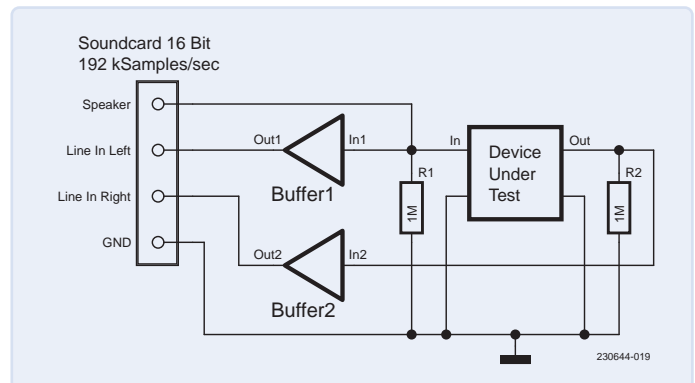 Soundcard 16 Bit
192 kSamples/sec
Speaker
Line In Left
Line In Right
GND
Out1
In1
Buffer1
Out2
In2
Buffer2
R1
1M
In
Device
Under
Test
Out
R2
1M
230644-019